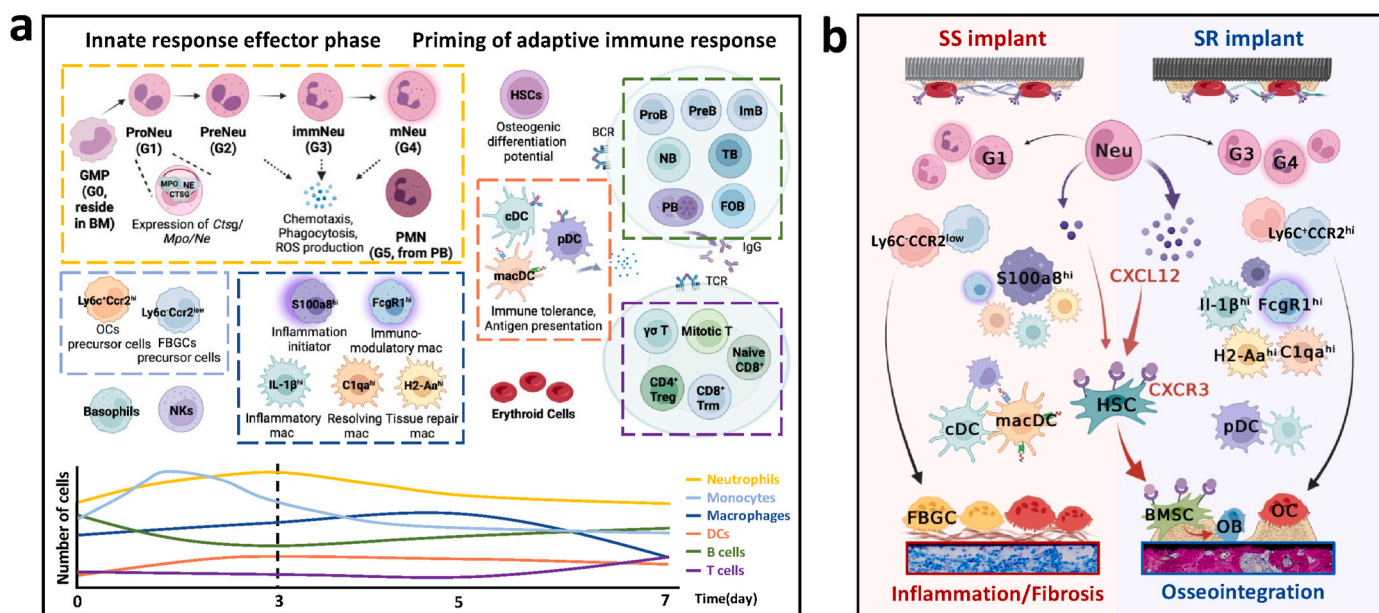 a
Innate response effector phase
Priming of adaptive immune response
ProNeu
(G1)
PreNeu
(G2)
immNeu
(G3)
mNeu
(G4)
GMP
(G0,
reside
in BM)
MPO
NE
CTSG
Expression of Ctsg/
Mpo/Ne
Chemotaxis,
Phagocytosis,
ROS production
PMN
(G5, from PB)
HSCs
Osteogenic
differentiation
potential
BCR
ProB
PreB
ImB
NB
TB
PB
FOB
IgG
cDC
pDC
macDC
Immune tolerance,
Antigen presentation
TCR
γσ T
Mitotic T
Naive
CD8⁺
CD4⁺
Treg
CD8⁺
Trm
Ly6c⁺Ccr2ʰⁱ
OCs
precursor cells
Ly6c⁻Ccr2ˡᵒʷ
FBGCs
precursor cells
S100a8ʰⁱ
Inflammation
initiator
FcgR1ʰⁱ
Immuno-
modulatory mac
IL-1βʰⁱ
Inflammatory
mac
C1qaʰⁱ
Resolving
mac
H2-Aaʰⁱ
Tissue repair
mac
Basophils
NKs
Erythroid Cells
Number of cells
Neutrophils
Monocytes
Macrophages
DCs
B cells
T cells
0
3
5
7
Time(day)
b
SS implant
SR implant
G1
Neu
G3
G4
Ly6C⁻CCR2ˡᵒʷ
Ly6C⁺CCR2ʰⁱ
S100a8ʰⁱ
CXCL12
Il-1βʰⁱ
FcgR1ʰⁱ
H2-Aaʰⁱ
C1qaʰⁱ
CXCR3
HSC
cDC
macDC
pDC
FBGC
BMSC
OB
OC
Inflammation/Fibrosis
Osseointegration